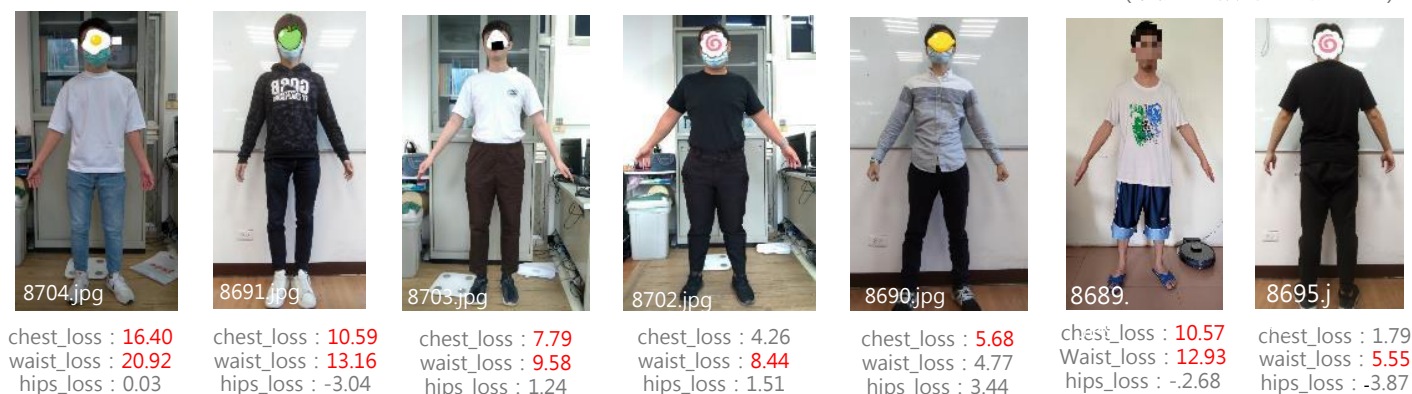 8704.jpg
chest_loss : 16.40
waist_loss : 20.92
hips_loss : 0.03
8691.jpg
chest_loss : 10.59
waist_loss : 13.16
hips_loss : -3.04
8703.jpg
chest_loss : 7.79
waist_loss : 9.58
hips_loss : 1.24
8702.jpg
chest_loss : 4.26
waist_loss : 8.44
hips_loss : 1.51
8690.jpg
chest_loss : 5.68
waist_loss : 4.77
hips_loss : 3.44
8689.
chest_loss : 10.57
Waist_loss : 12.93
hips_loss : -.2.68
8695.j
chest_loss : 1.79
waist_loss : 5.55
hips_loss : -3.87